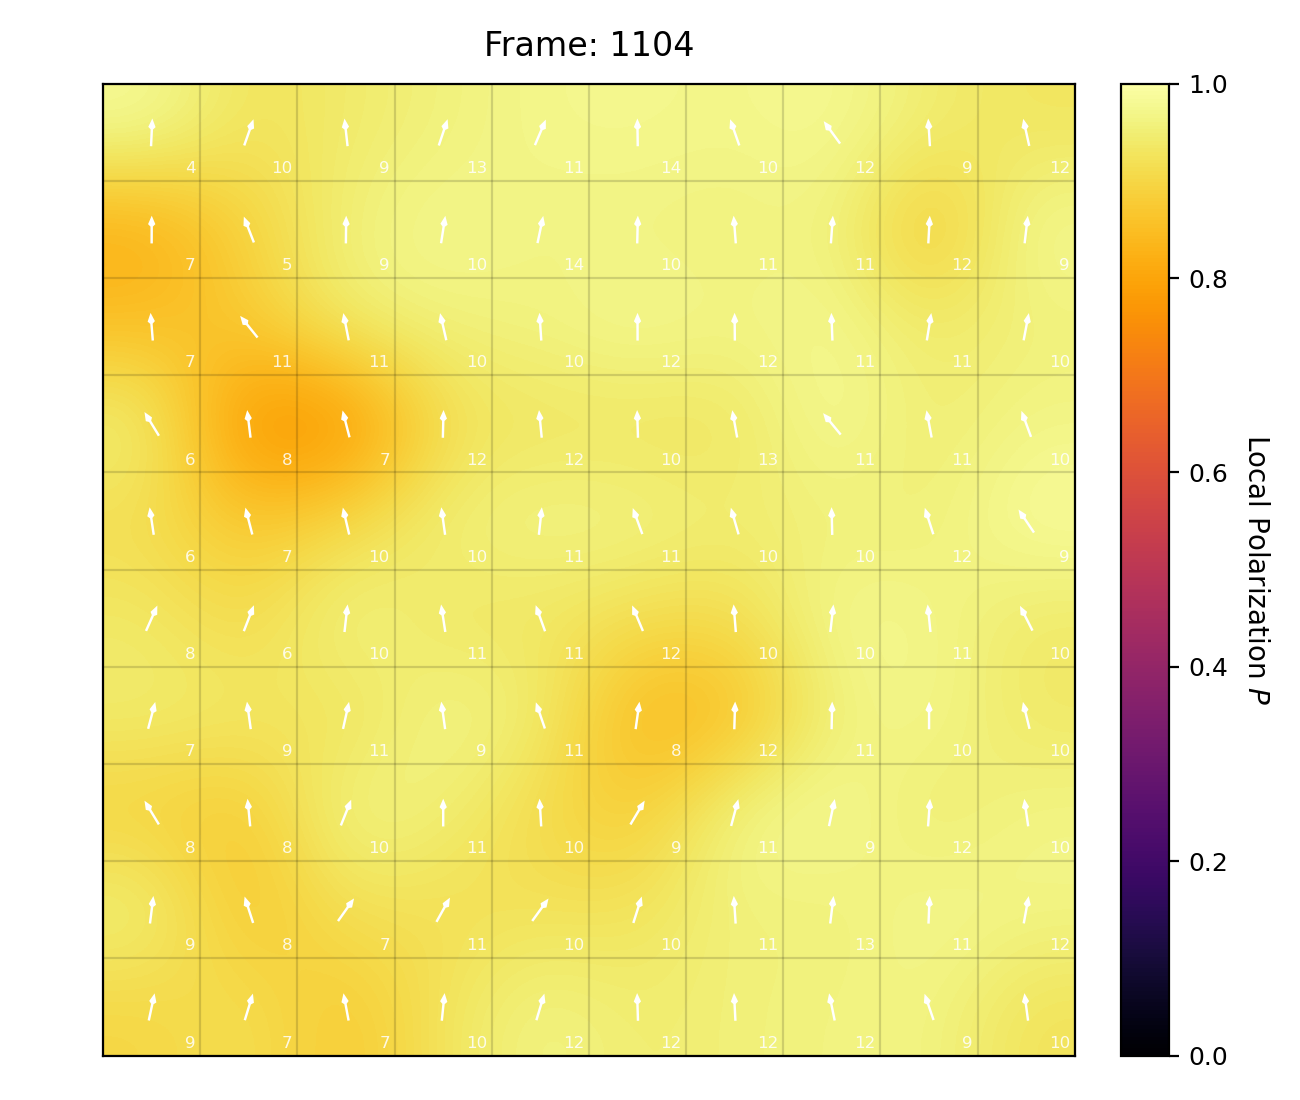 Frame: 1104
4 10 9 13 11 14 10 12 9 12
7 5 9 10 14 10 11 11 12 9
7 11 11 10 10 12 12 11 11 10
6 8 7 12 12 10 13 11 11 10
6 7 10 10 11 11 10 10 12 9
8 6 10 11 11 12 10 10 11 10
7 9 11 9 11 8 12 11 10 10
8 8 10 11 10 9 11 9 12 10
9 8 7 11 10 10 11 13 11 12
9 7 7 10 12 12 12 12 9 10
1.0
0.8
0.6
0.4
0.2
0.0
Local Polarization P